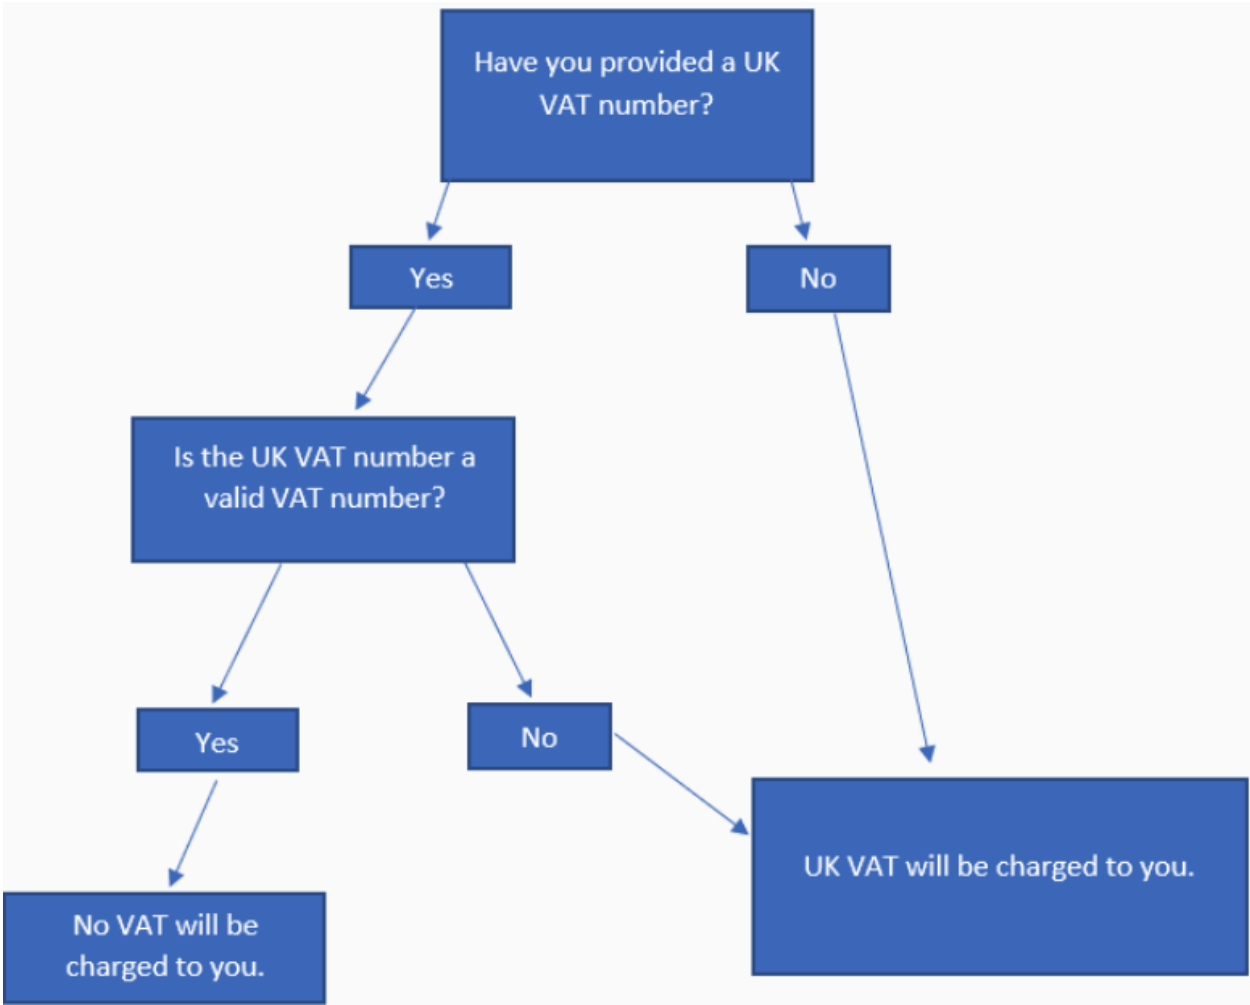 Have you provided a UK
VAT number?
Yes
No
Is the UK VAT number a
valid VAT number?
Yes
No
UK VAT will be charged to you.
No VAT will be
charged to you.